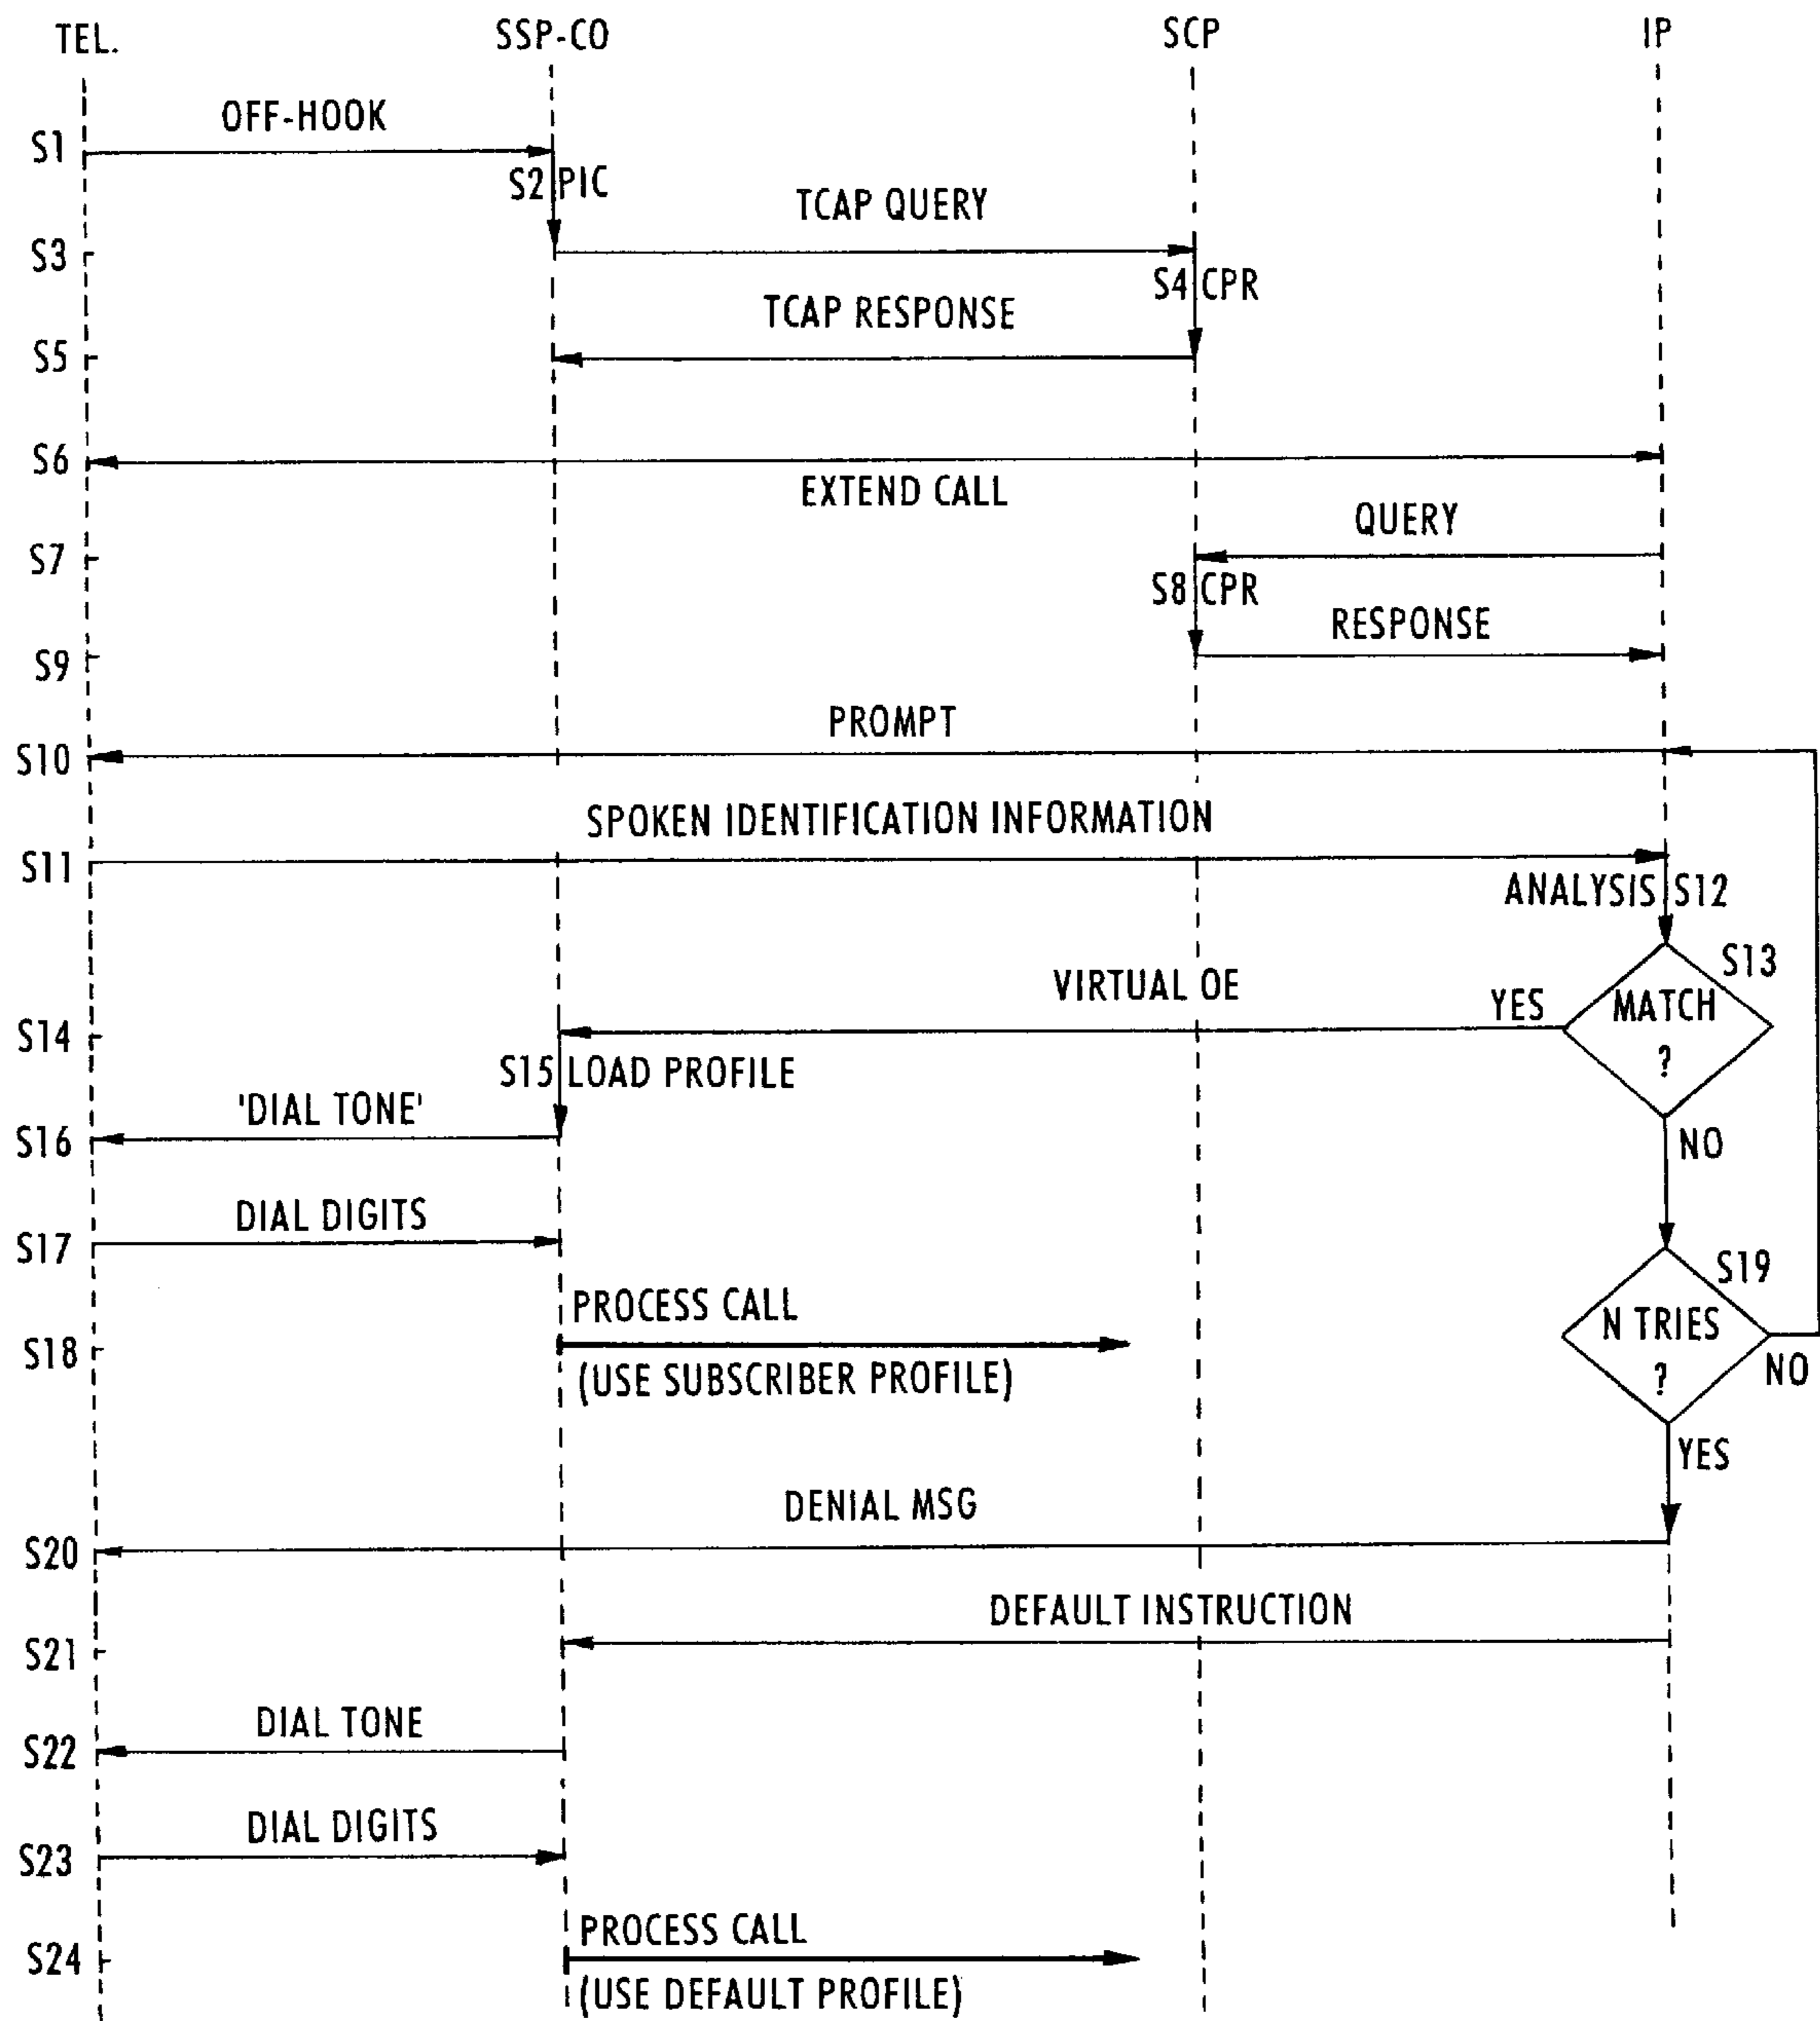 TEL. SSP-CO SCP IP
OFF-HOOK
S1
S2 PIC
TCAP QUERY
S3
S4 CPR
TCAP RESPONSE
S5
S6
EXTEND CALL
QUERY
S7
S8 CPR
RESPONSE
S9
PROMPT
S10
SPOKEN IDENTIFICATION INFORMATION
S11
ANALYSIS S12
S13
MATCH
?
YES
VIRTUAL OE
S14
S15 LOAD PROFILE
NO
'DIAL TONE'
S16
DIAL DIGITS
S17
S19
N TRIES
?
NO
PROCESS CALL
S18
(USE SUBSCRIBER PROFILE)
YES
DENIAL MSG
S20
DEFAULT INSTRUCTION
S21
DIAL TONE
S22
DIAL DIGITS
S23
PROCESS CALL
S24
(USE DEFAULT PROFILE)